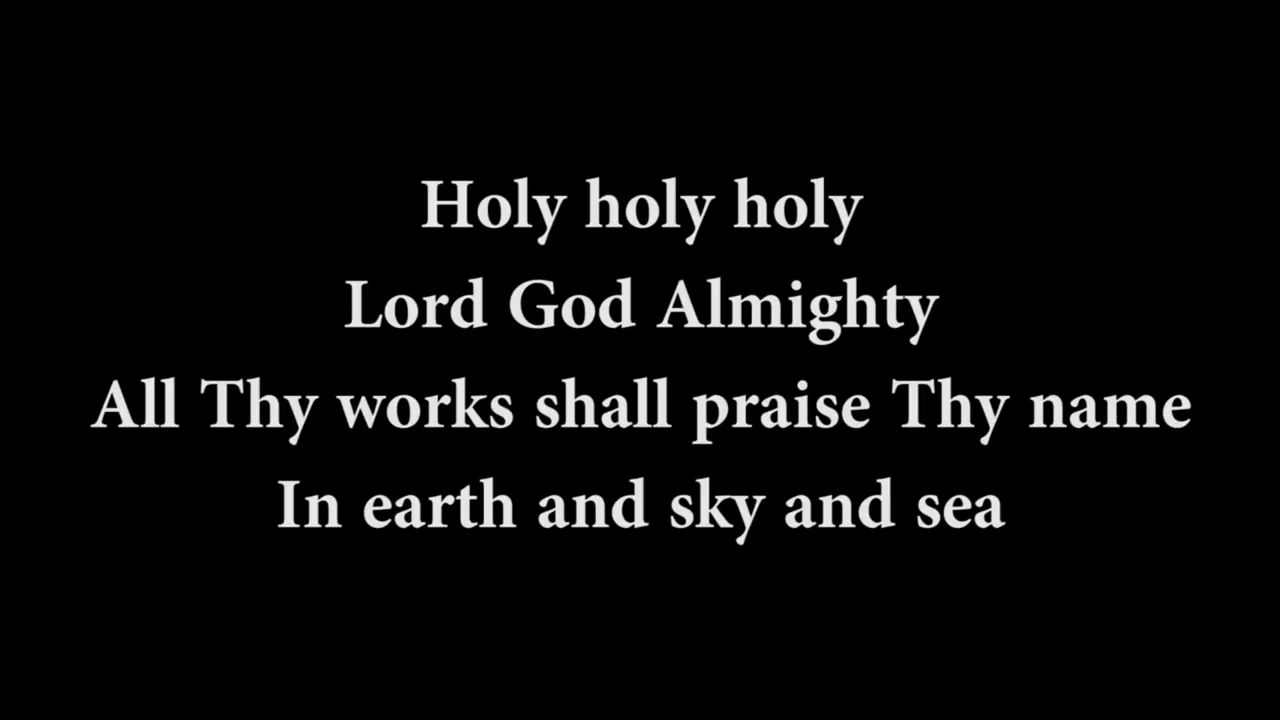 Holy holy holy
Lord God Almighty
All Thy works shall praise Thy name
In earth and sky and sea